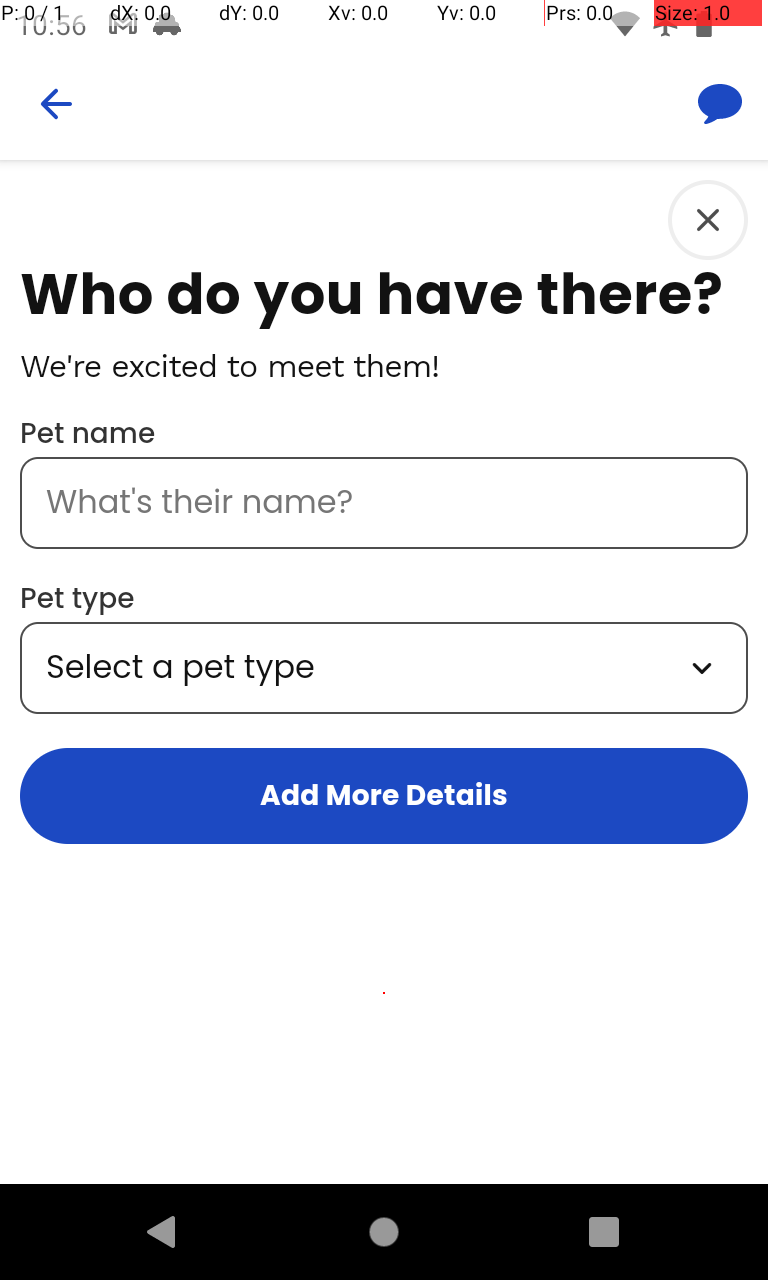 P: 0 / 1 dX: 0.0 dY: 0.0 Xv: 0.0 Yv: 0.0 Prs: 0.0 Size: 1.0
10:56
Who do you have there?
We're excited to meet them!
Pet name
What's their name?
Pet type
Select a pet type
Add More Details